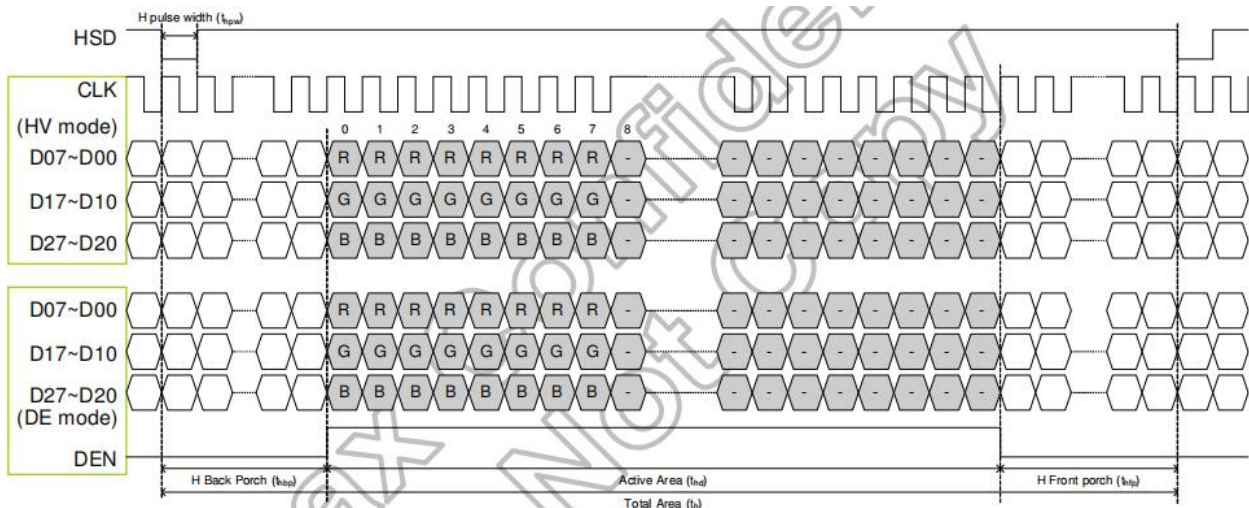 H pulse width (thpw)
HSD
CLK
(HV mode)
0 1 2 3 4 5 6 7 8
D07~D00 R R R R R R R R - - - - - - - - -
D17~D10 G G G G G G G G - - - - - - - - -
D27~D20 B B B B B B B B - - - - - - - - -
D07~D00 R R R R R R R R - - - - - - - - -
D17~D10 G G G G G G G G - - - - - - - - -
D27~D20 B B B B B B B B - - - - - - - - -
(DE mode)
DEN
H Back Porch (thbp) Active Area (thd) H Front porch (thfp)
Total Area (th)
Not Copy